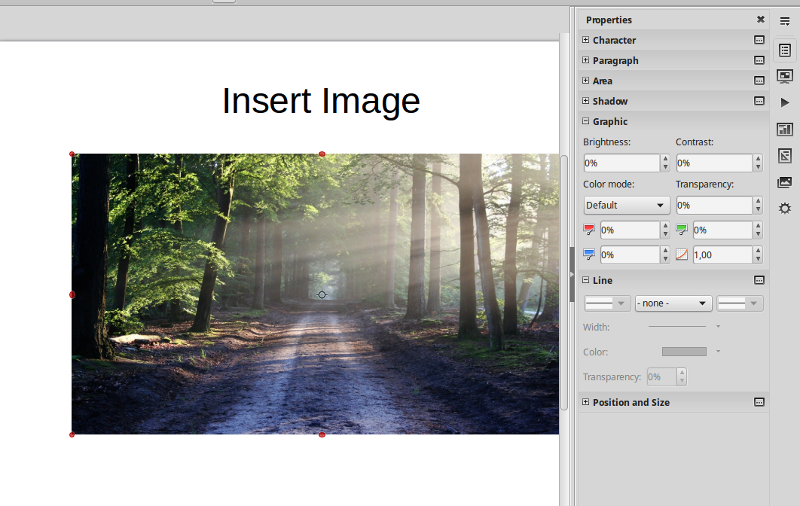 Insert Image
Properties
Character
Paragraph
Area
Shadow
Graphic
Brightness: Contrast:
0% 0%
Color mode: Transparency:
Default 0%
0% 0%
0% 1,00
Line
- none -
Width:
Color:
Transparency: 0%
Position and Size